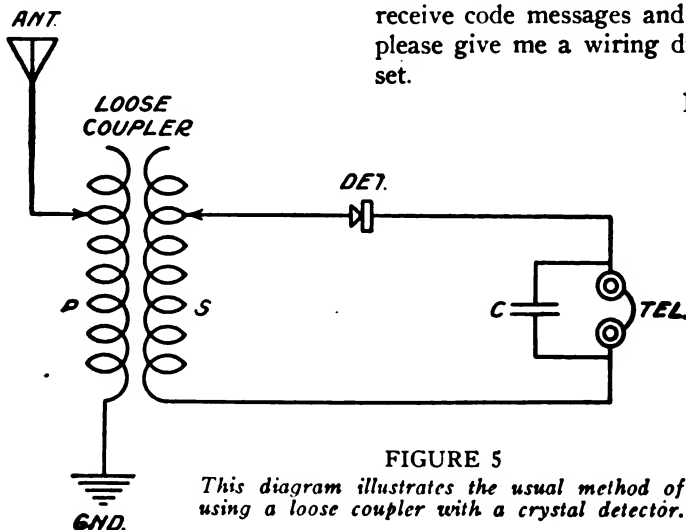 receive code messages and
please give me a wiring d
set.
ANT.
LOOSE
COUPLER
DET.
P
S
C
TEL.
GND.
FIGURE 5
This diagram illustrates the usual method of
using a loose coupler with a crystal detector.